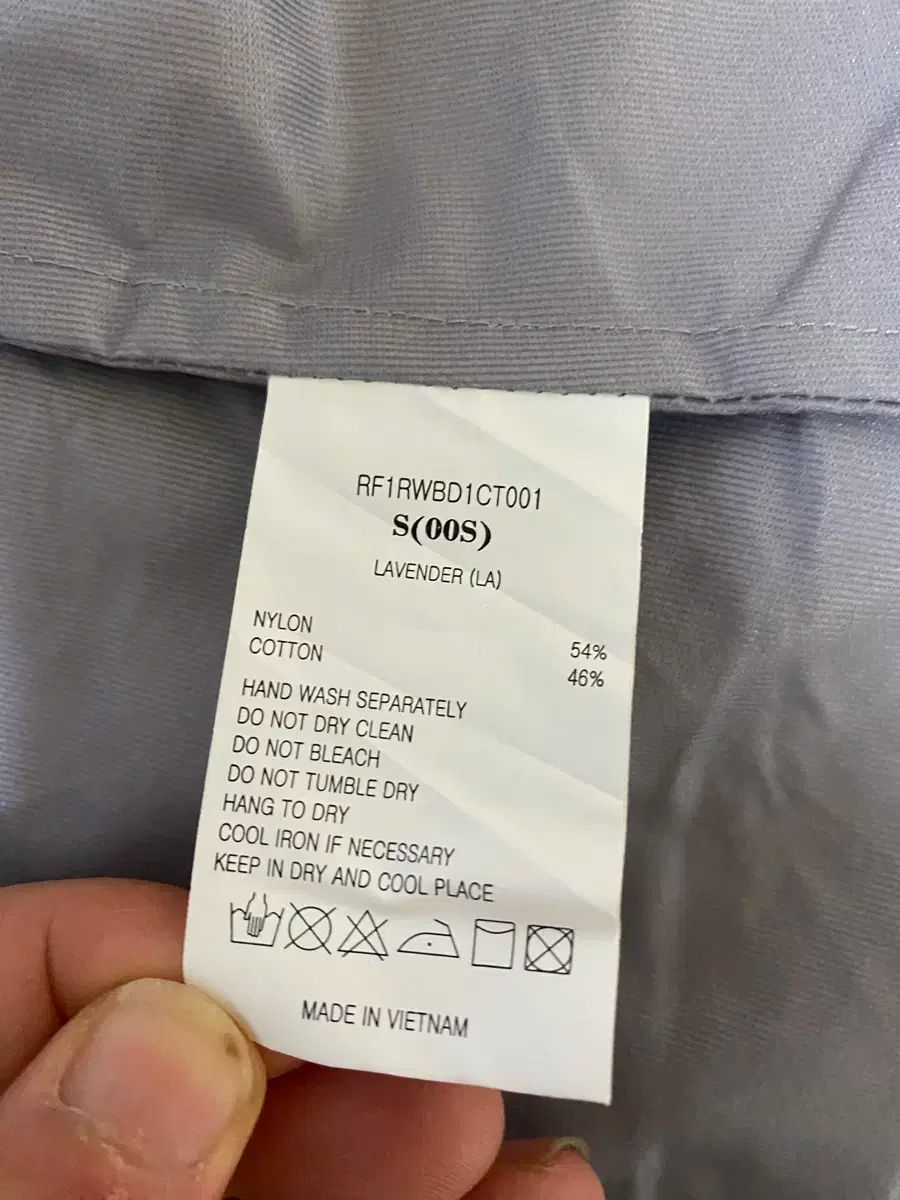 RF1RWBD1CT001
S(00S)
LAVENDER (LA)
NYLON 54%
COTTON 46%
HAND WASH SEPARATELY
DO NOT DRY CLEAN
DO NOT BLEACH
DO NOT TUMBLE DRY
HANG TO DRY
COOL IRON IF NECESSARY
KEEP IN DRY AND COOL PLACE
MADE IN VIETNAM